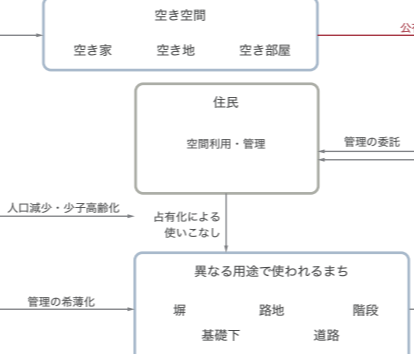 空き空間
公
空き家 空き地 空き部屋
住民
空間利用・管理
管理の委託
人口減少・少子高齢化
占有化による
使いこなし
異なる用途で使われるまち
管理の希薄化
塀 路地 階段
基礎下 道路